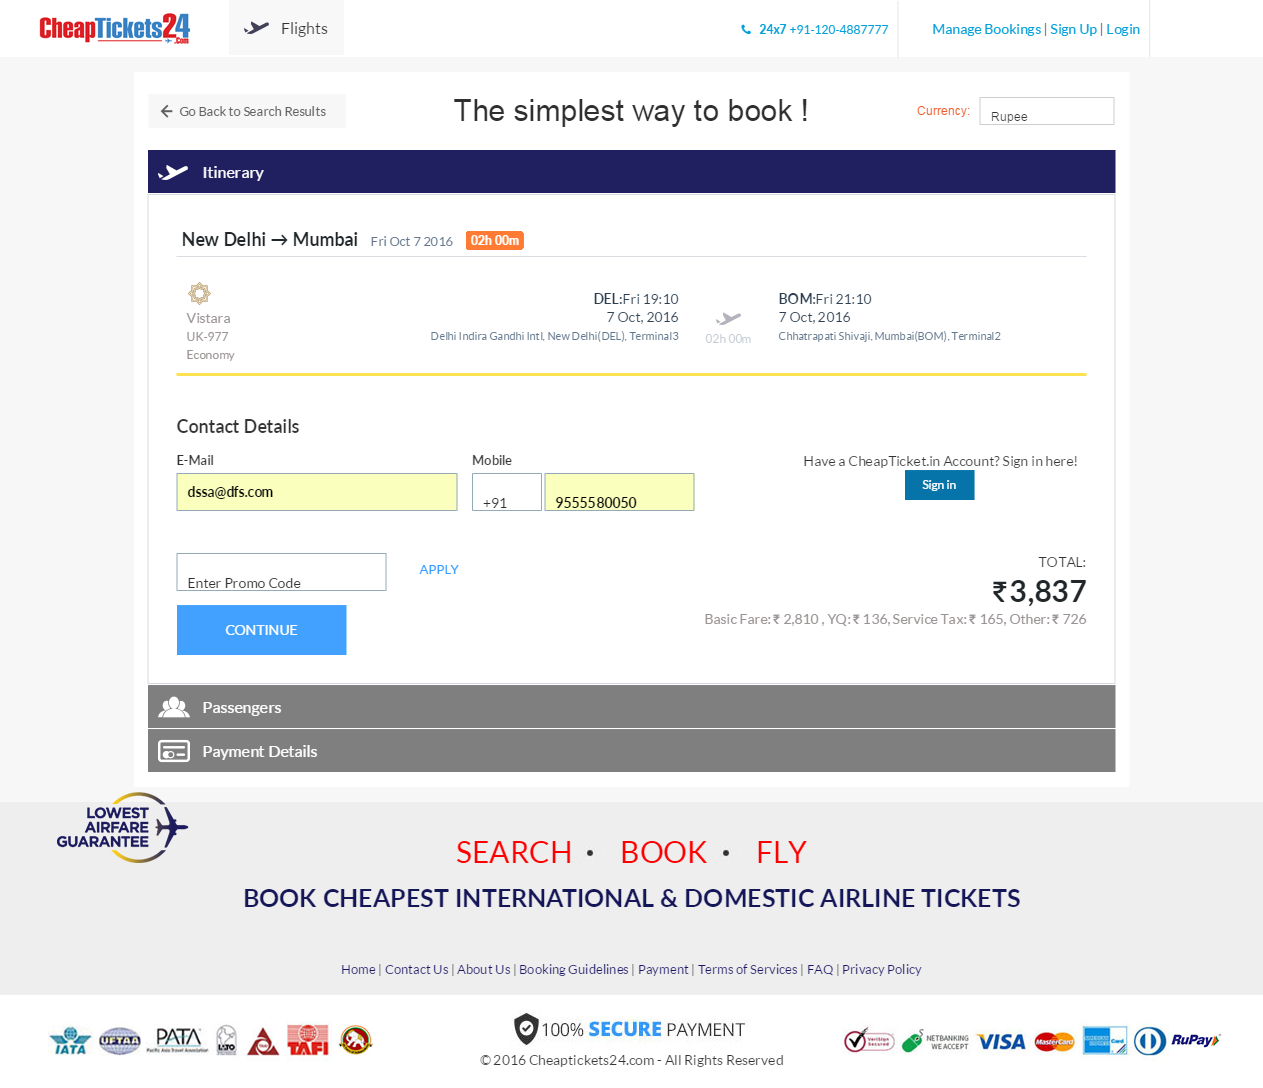 CheapTickets24
.Com
Flights
24x7 +91-120-4887777
Manage Bookings | Sign Up | Login
Go Back to Search Results
The simplest way to book !
Currency:
Rupee
Itinerary
New Delhi → Mumbai Fri Oct 7 2016 02h 00m
Vistara
UK-977
Economy
DEL:Fri 19:10
7 Oct, 2016
Delhi Indira Gandhi Intl, New Delhi(DEL), Terminal3
02h 00m
BOM:Fri 21:10
7 Oct, 2016
Chhatrapati Shivaji, Mumbai(BOM), Terminal2
Contact Details
E-Mail
dssa@dfs.com
Mobile
+91
9555580050
Have a CheapTicket.in Account? Sign in here!
Sign in
Enter Promo Code
APPLY
CONTINUE
TOTAL:
₹3,837
Basic Fare: ₹ 2,810 , YQ: ₹ 136, Service Tax: ₹ 165, Other: ₹ 726
Passengers
Payment Details
LOWEST
AIRFARE
GUARANTEE
SEARCH • BOOK • FLY
BOOK CHEAPEST INTERNATIONAL & DOMESTIC AIRLINE TICKETS
Home | Contact Us | About Us | Booking Guidelines | Payment | Terms of Services | FAQ | Privacy Policy
IATA
UFTAA
PATA
Pacific Asia Travel Association
IATO
TAFI
100% SECURE PAYMENT
© 2016 Cheaptickets24.com - All Rights Reserved
VeriSign
Secured
NETBANKING
WE ACCEPT
VISA
MasterCard
RuPay